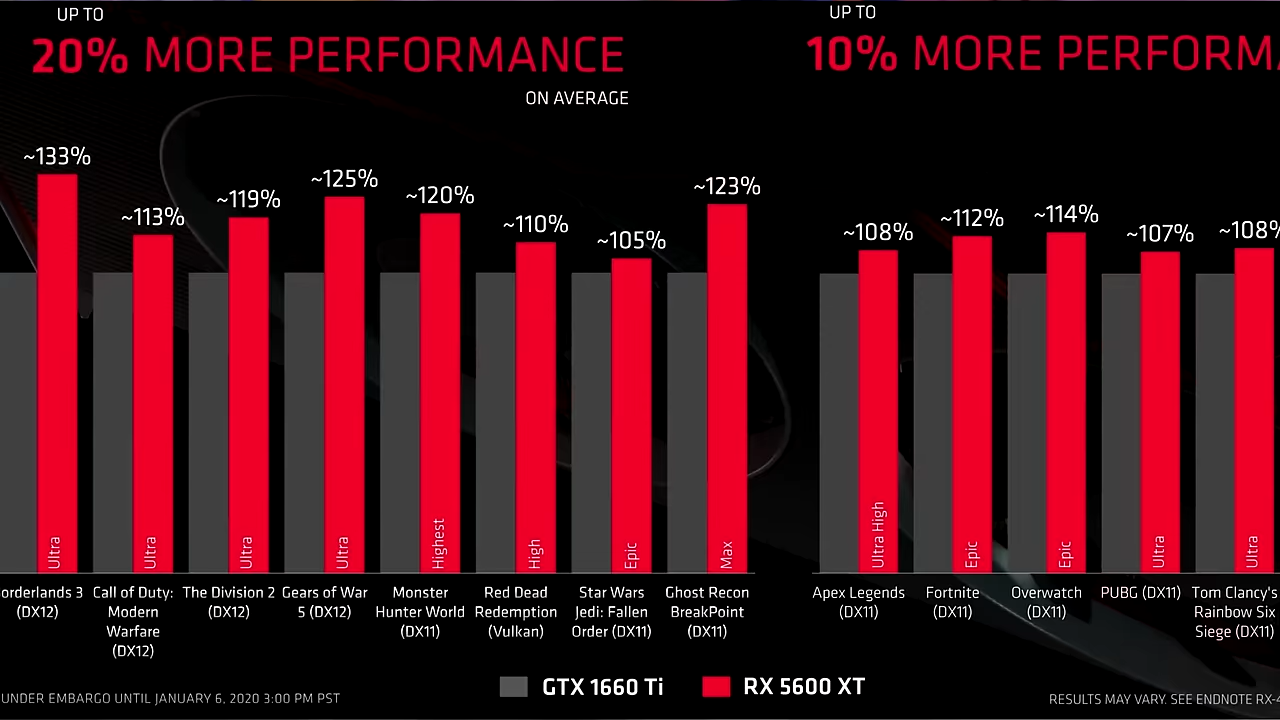 UP TO
20% MORE PERFORMANCE
ON AVERAGE
~133%
~113%
~119%
~125%
~120%
~110%
~105%
~123%
Ultra
Ultra
Ultra
Ultra
Highest
High
Epic
Max
orderlands 3
(DX12)
Call of Duty:
Modern
Warfare
(DX12)
The Division 2
(DX12)
Gears of War
5 (DX12)
Monster
Hunter World
(DX11)
Red Dead
Redemption
(Vulkan)
Star Wars
Jedi: Fallen
Order (DX11)
Ghost Recon
BreakPoint
(DX11)
UP TO
10% MORE PERFORMA
~108%
~112%
~114%
~107%
~108%
Ultra High
Epic
Epic
Ultra
Ultra
Apex Legends
(DX11)
Fortnite
(DX11)
Overwatch
(DX11)
PUBG (DX11)
Tom Clancy's
Rainbow Six
Siege (DX11)
GTX 1660 Ti
RX 5600 XT
UNDER EMBARGO UNTIL JANUARY 6, 2020 3:00 PM PST
RESULTS MAY VARY. SEE ENDNOTE RX-4